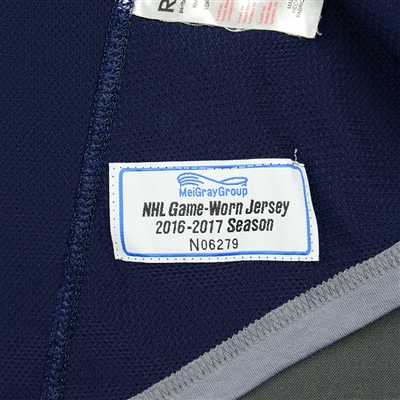 R
MeiGrayGroup
NHL Game-Worn Jersey
2016-2017 Season
N06279